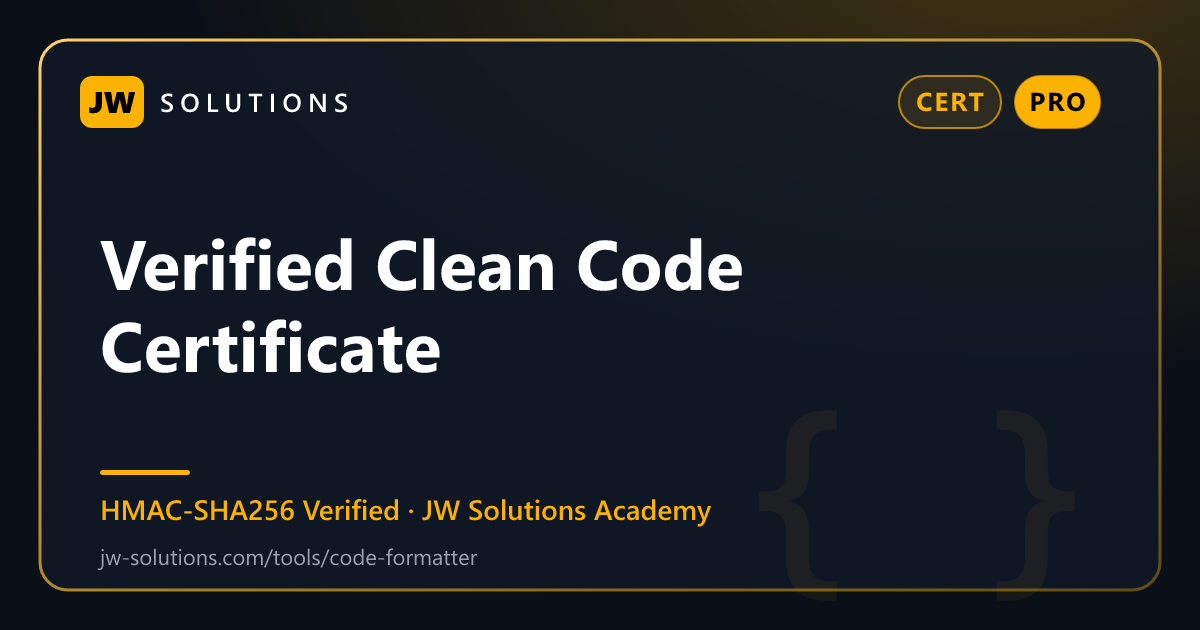 JW SOLUTIONS
CERT PRO
Verified Clean Code
Certificate
HMAC-SHA256 Verified · JW Solutions Academy
jw-solutions.com/tools/code-formatter
{ }